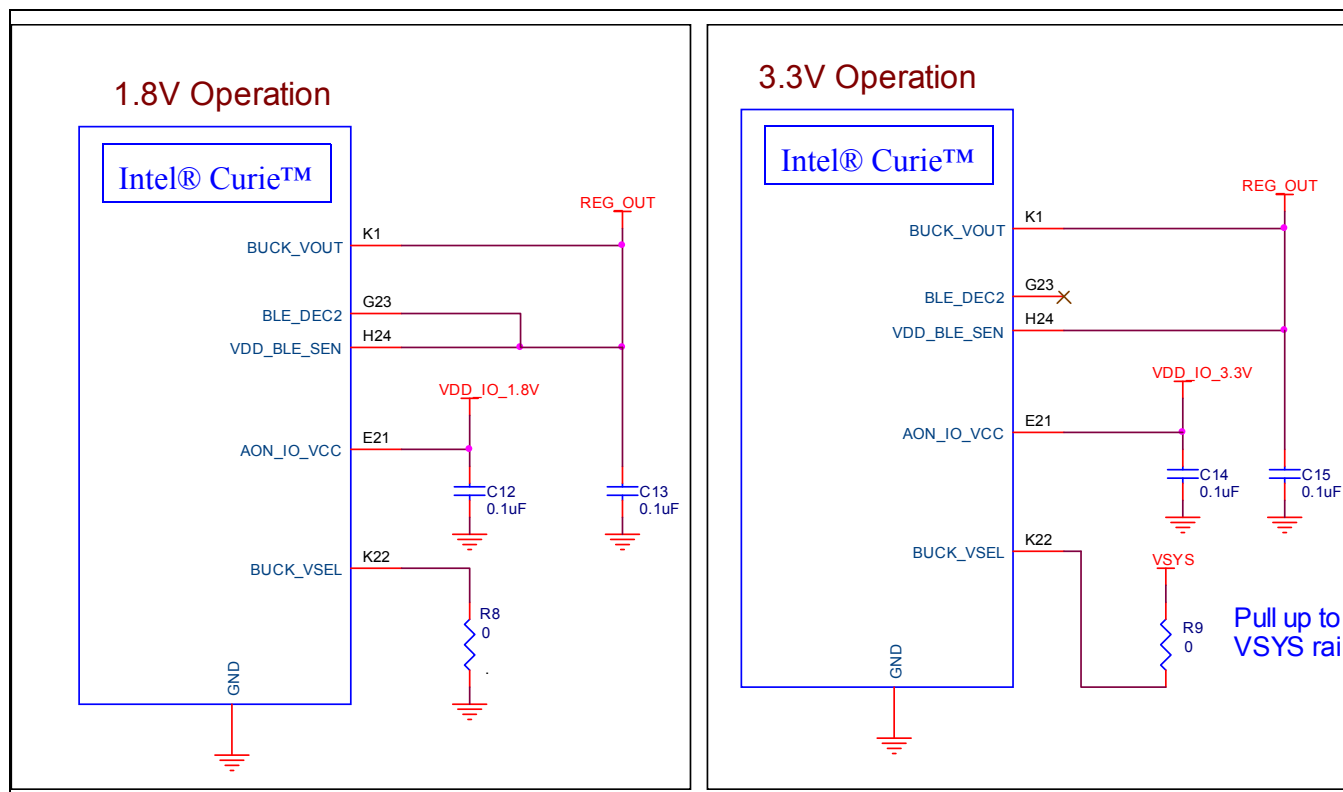 1.8V Operation
Intel® Curie™
REG_OUT
BUCK_VOUT
K1
BLE_DEC2
G23
VDD_BLE_SEN
H24
VDD_IO_1.8V
AON_IO_VCC
E21
C12
0.1uF
C13
0.1uF
BUCK_VSEL
K22
R8
0
.
GND
3.3V Operation
Intel® Curie™
REG_OUT
BUCK_VOUT
K1
BLE_DEC2
G23
VDD_BLE_SEN
H24
VDD_IO_3.3V
AON_IO_VCC
E21
C14
0.1uF
C15
0.1uF
BUCK_VSEL
K22
VSYS
R9
0
Pull up to
VSYS rai
GND